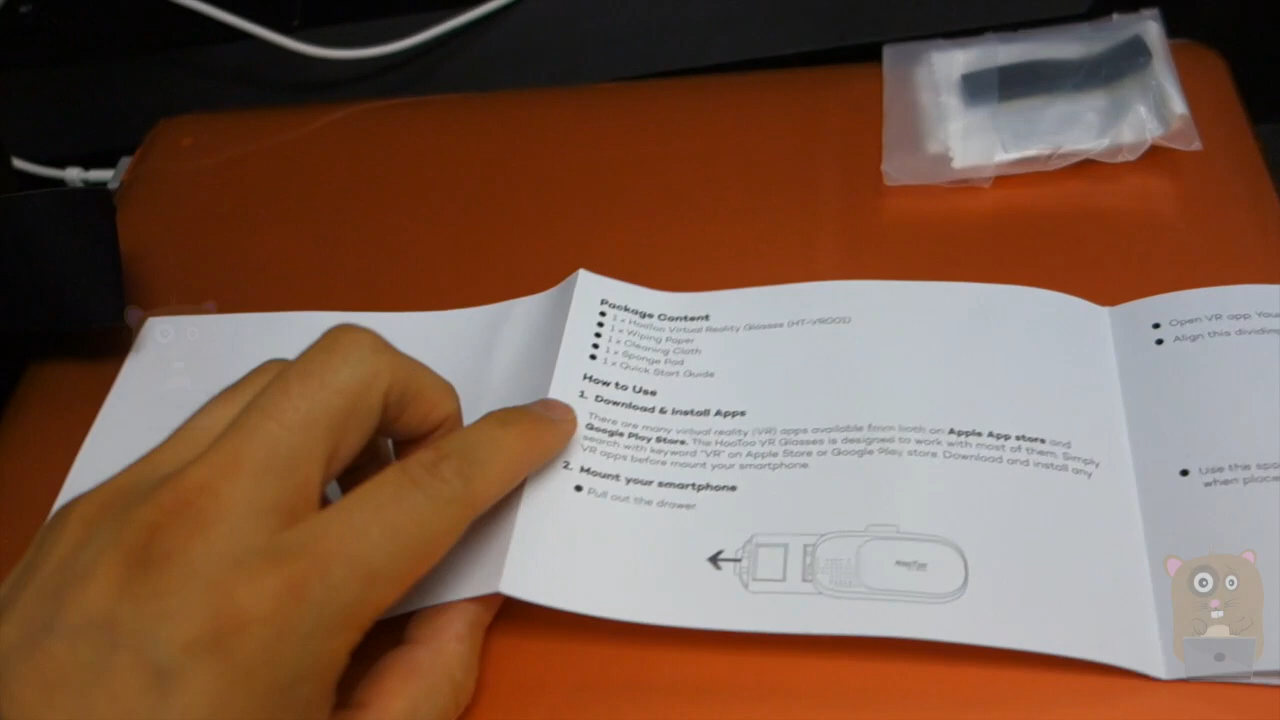 Package Content
● 1 x HooToo Virtual Reality Glasses (HT-VR001)
● 1 x Wiping Paper
● 1 x Cleaning Cloth
● 1 x Sponge Pad
● 1 x Quick Start Guide
How to Use
1. Download & Install Apps
There are many virtual reality (VR) apps available from both on Apple App store and
Google Play Store. The HooToo VR Glasses is designed to work with most of them. Simply
search with keyword "VR" on Apple Store or Google Play store. Download and install any
VR apps before mount your smartphone.
2. Mount your smartphone
● Pull out the drawer
HooToo
● Open VR app. You
● Align this dividin
● Use the spo
when place